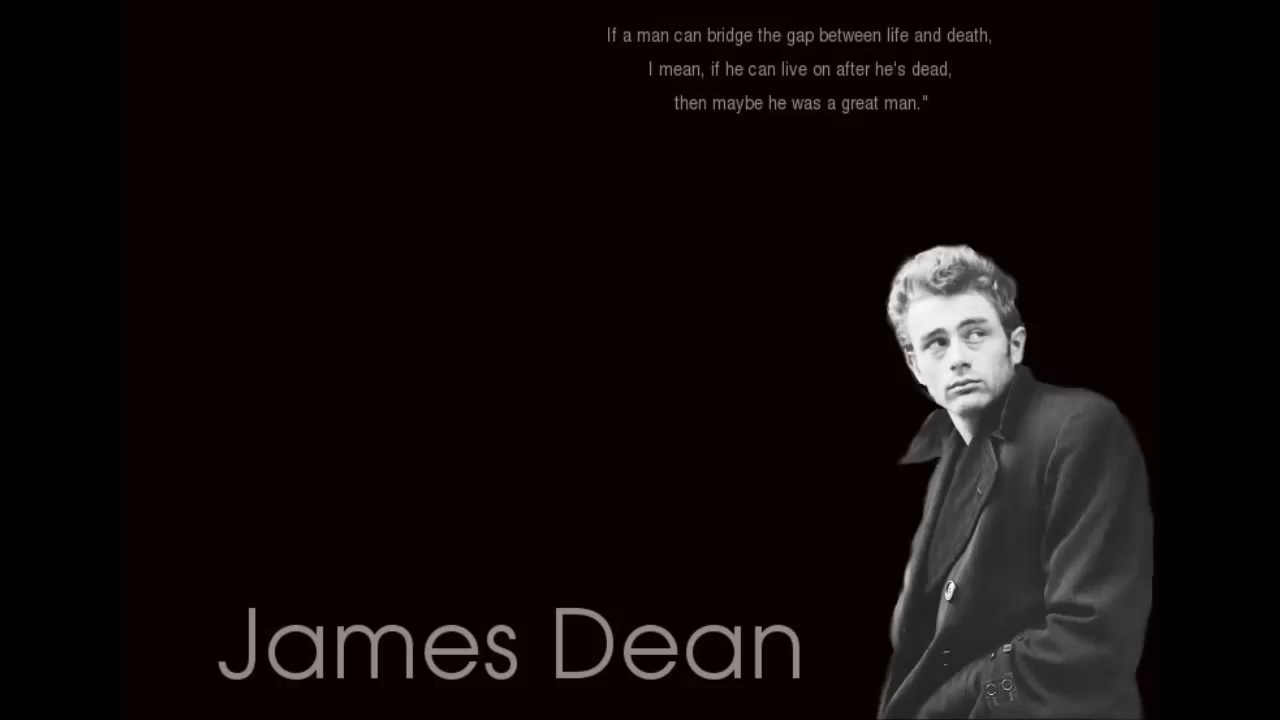 If a man can bridge the gap between life and death,
I mean, if he can live on after he's dead,
then maybe he was a great man."
James Dean